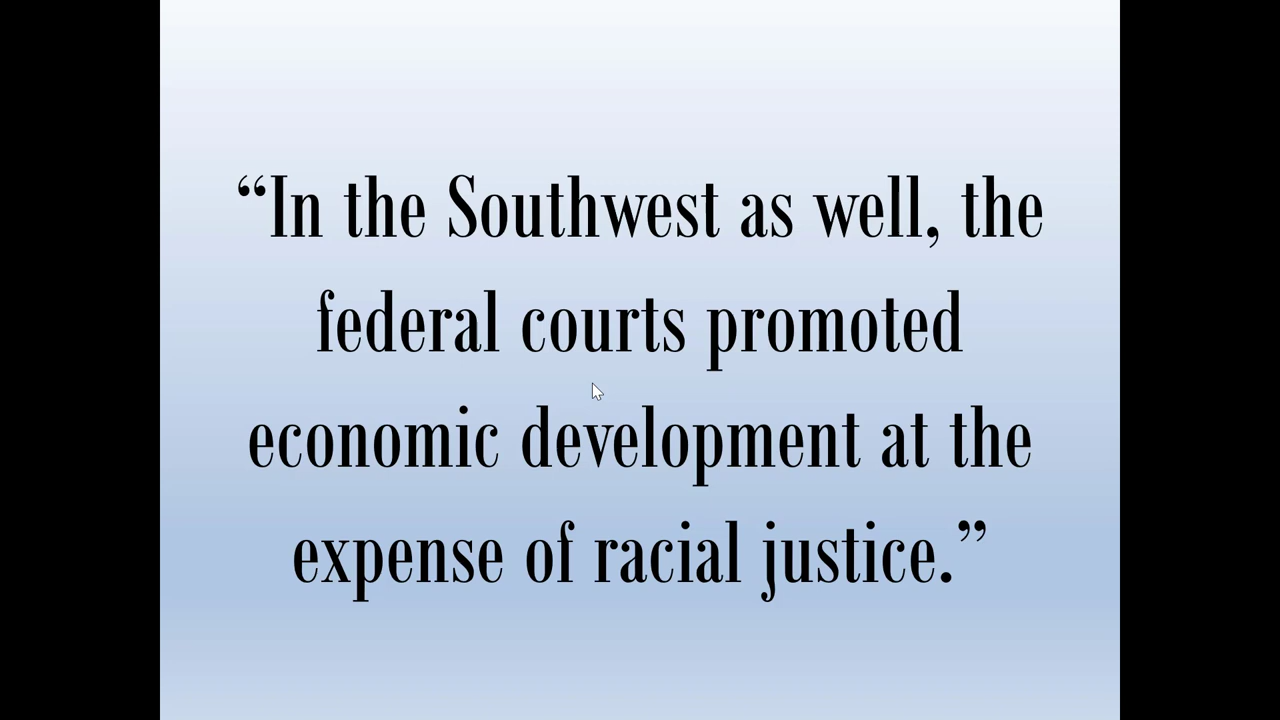 “In the Southwest as well, the
federal courts promoted
economic development at the
expense of racial justice.”